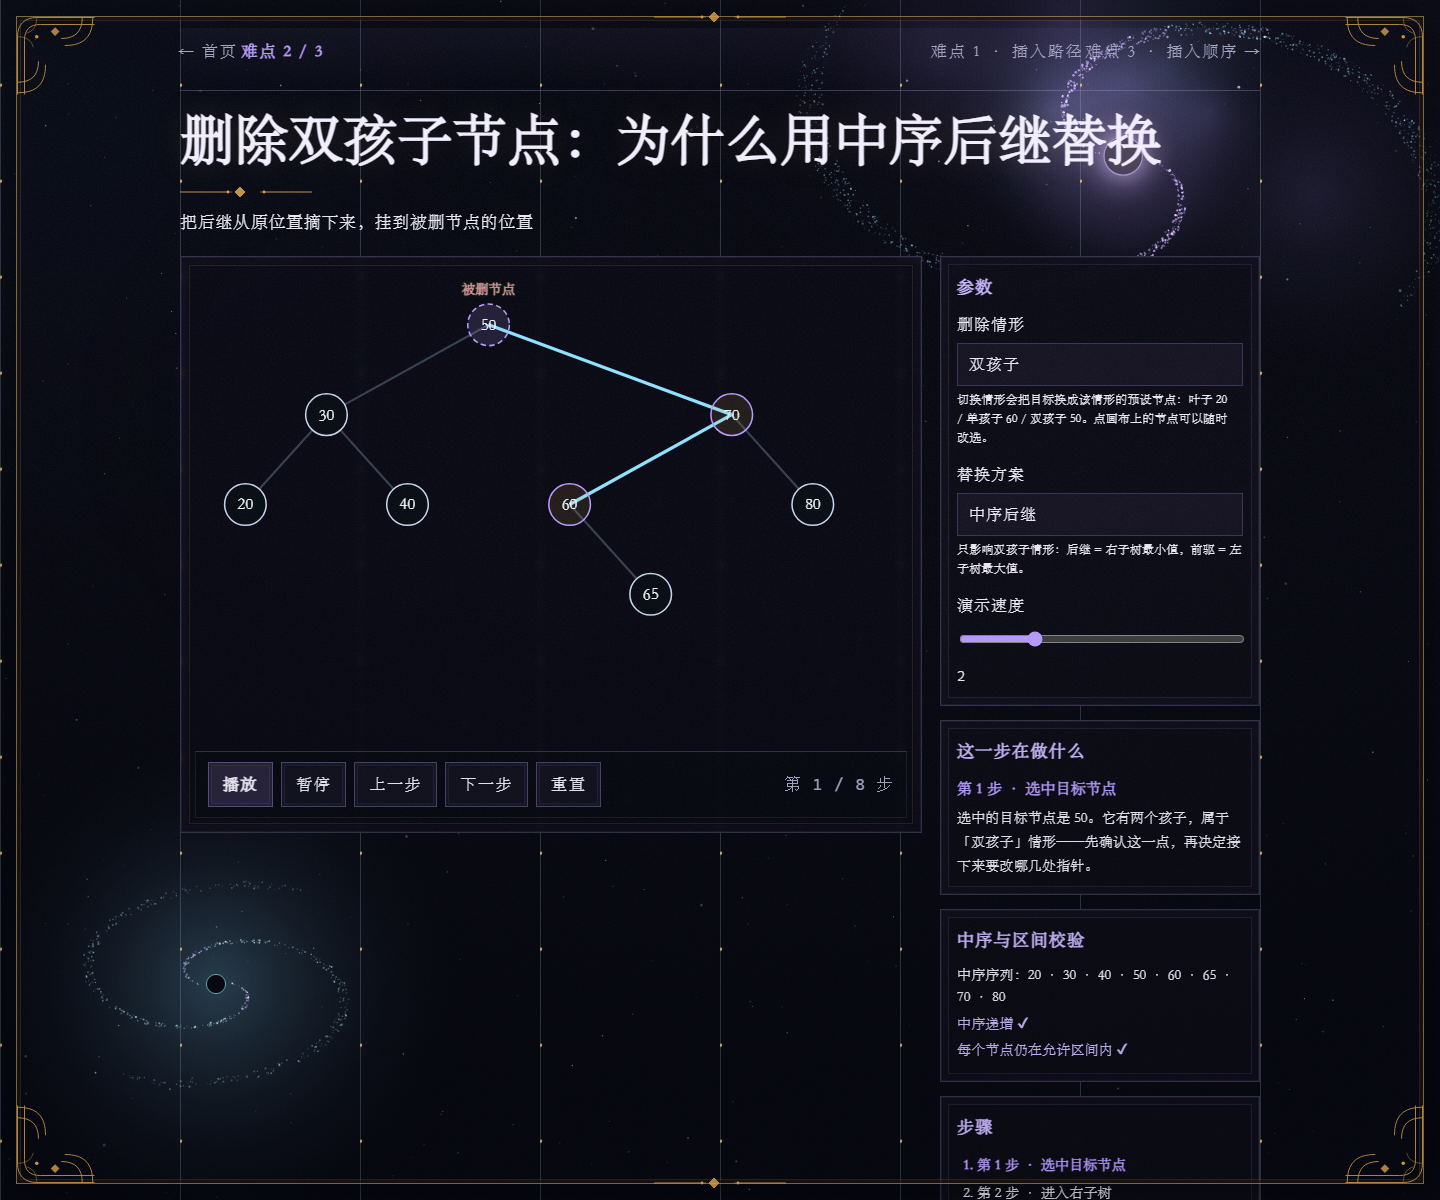 ← 首页 难点 2 / 3
难点 1 · 插入路径 难点 3 · 插入顺序 →
删除双孩子节点：为什么用中序后继替换
把后继从原位置摘下来，挂到被删节点的位置
被删节点
50
30
70
20
40
60
80
65
播放
暂停
上一步
下一步
重置
第 1 / 8 步
参数
删除情形
双孩子
切换情形会把目标换成该情形的预设节点：叶子 20
/ 单孩子 60 / 双孩子 50。点画布上的节点可以随时
改选。
替换方案
中序后继
只影响双孩子情形：后继 = 右子树最小值，前驱 = 左
子树最大值。
演示速度
2
这一步在做什么
第 1 步 · 选中目标节点
选中的目标节点是 50。它有两个孩子，属于
「双孩子」情形——先确认这一点，再决定接
下来要改哪几处指针。
中序与区间校验
中序序列：20 · 30 · 40 · 50 · 60 · 65 ·
70 · 80
中序递增 ✓
每个节点仍在允许区间内 ✓
步骤
1. 第 1 步 · 选中目标节点
2. 第 2 步 · 进入右子树